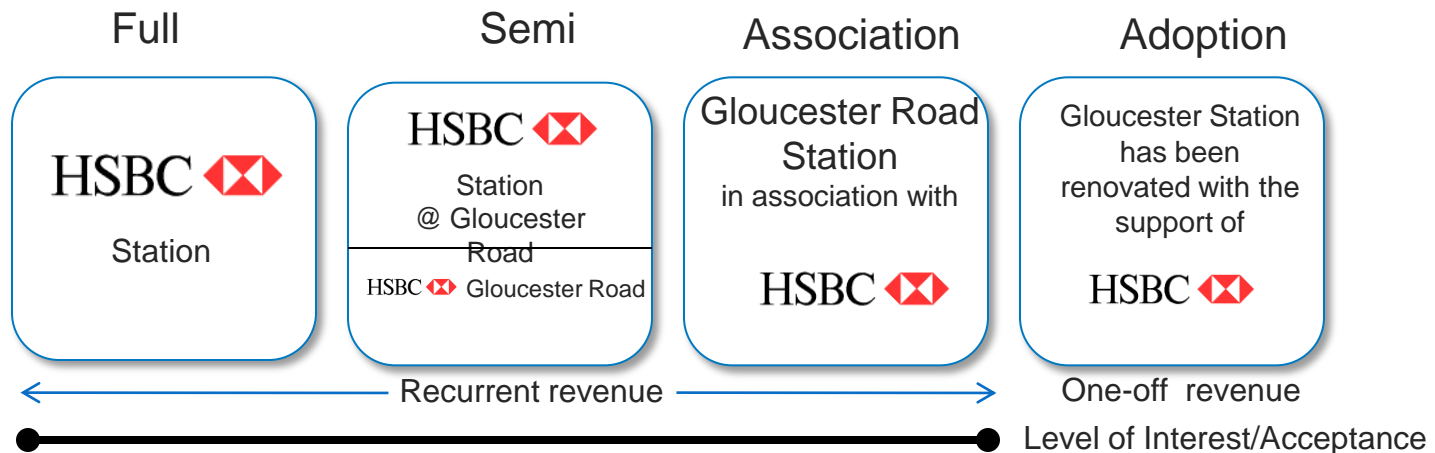 Full
Semi
Association
Adoption
HSBC
Station
HSBC
Station
@ Gloucester
Road
HSBC Gloucester Road
Gloucester Road
Station
in association with
HSBC
Gloucester Station
has been
renovated with the
support of
HSBC
Recurrent revenue
One-off revenue
Level of Interest/Acceptance